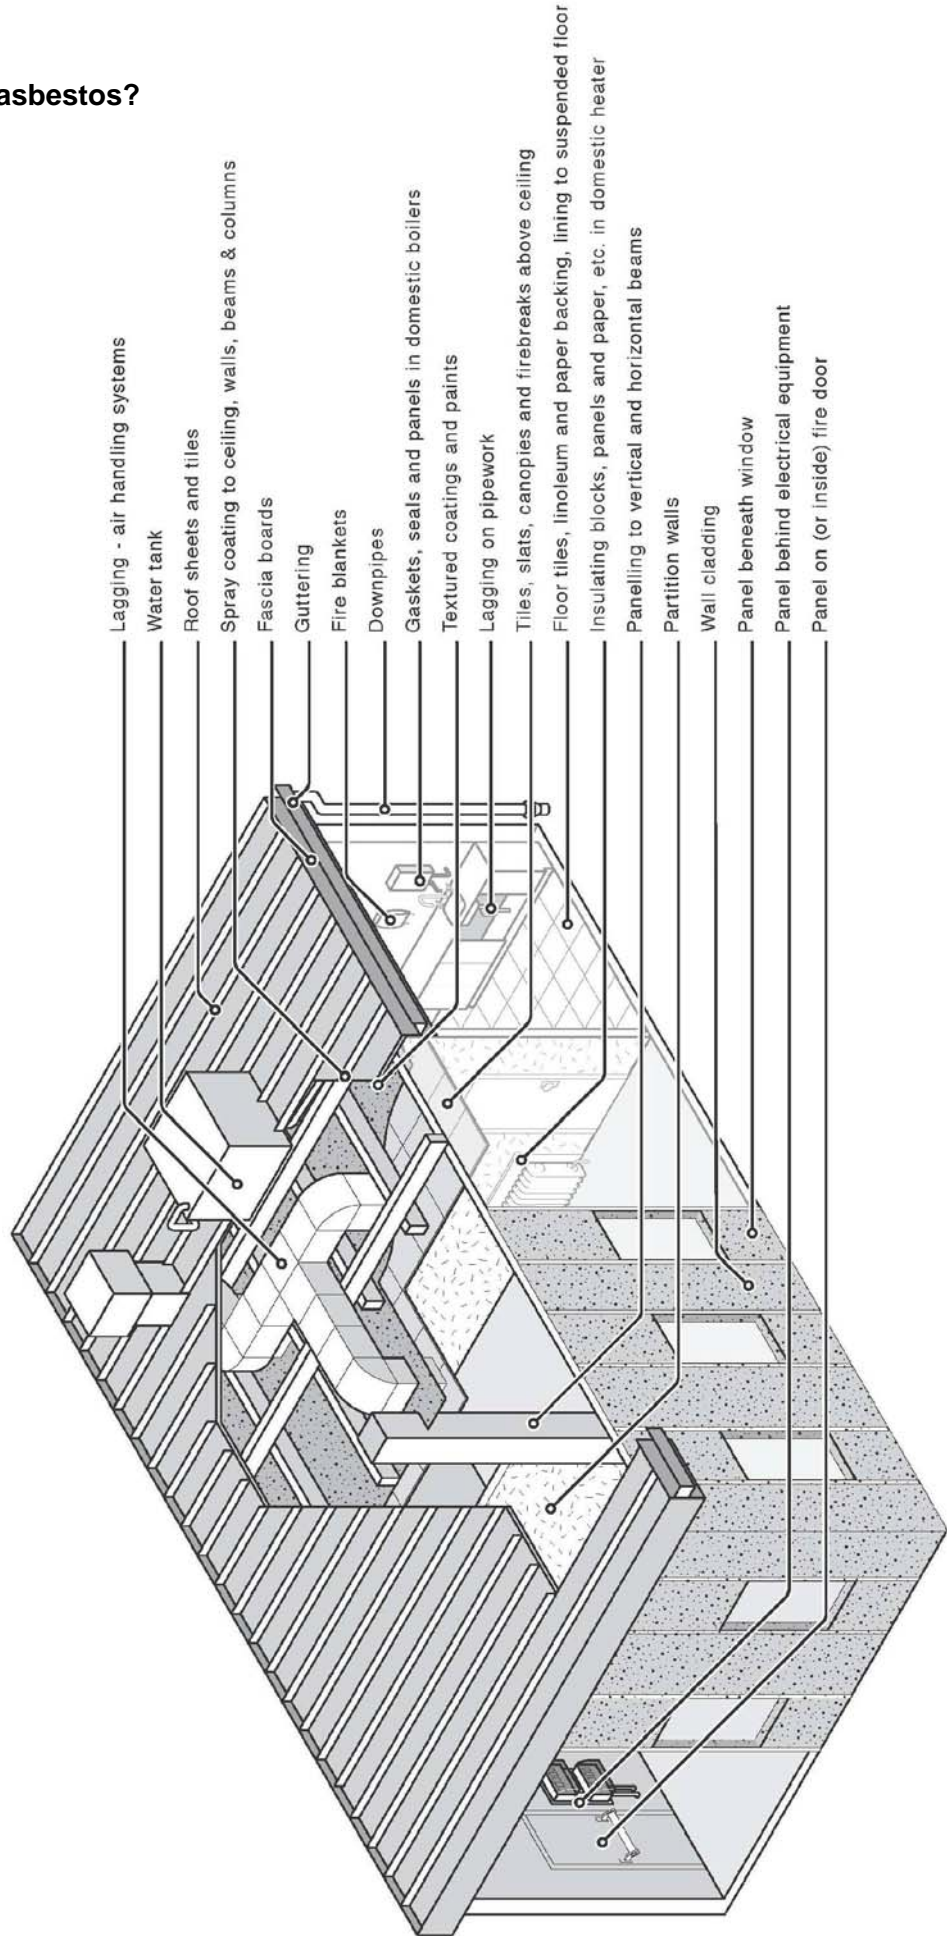 asbestos?
Lagging - air handling systems
Water tank
Roof sheets and tiles
Spray coating to ceiling, walls, beams & columns
Fascia boards
Guttering
Fire blankets
Downpipes
Gaskets, seals and panels in domestic boilers
Textured coatings and paints
Lagging on pipework
Tiles, slats, canopies and firebreaks above ceiling
Floor tiles, linoleum and paper backing, lining to suspended floor
Insulating blocks, panels and paper, etc. in domestic heater
Panelling to vertical and horizontal beams
Partition walls
Wall cladding
Panel beneath window
Panel behind electrical equipment
Panel on (or inside) fire door